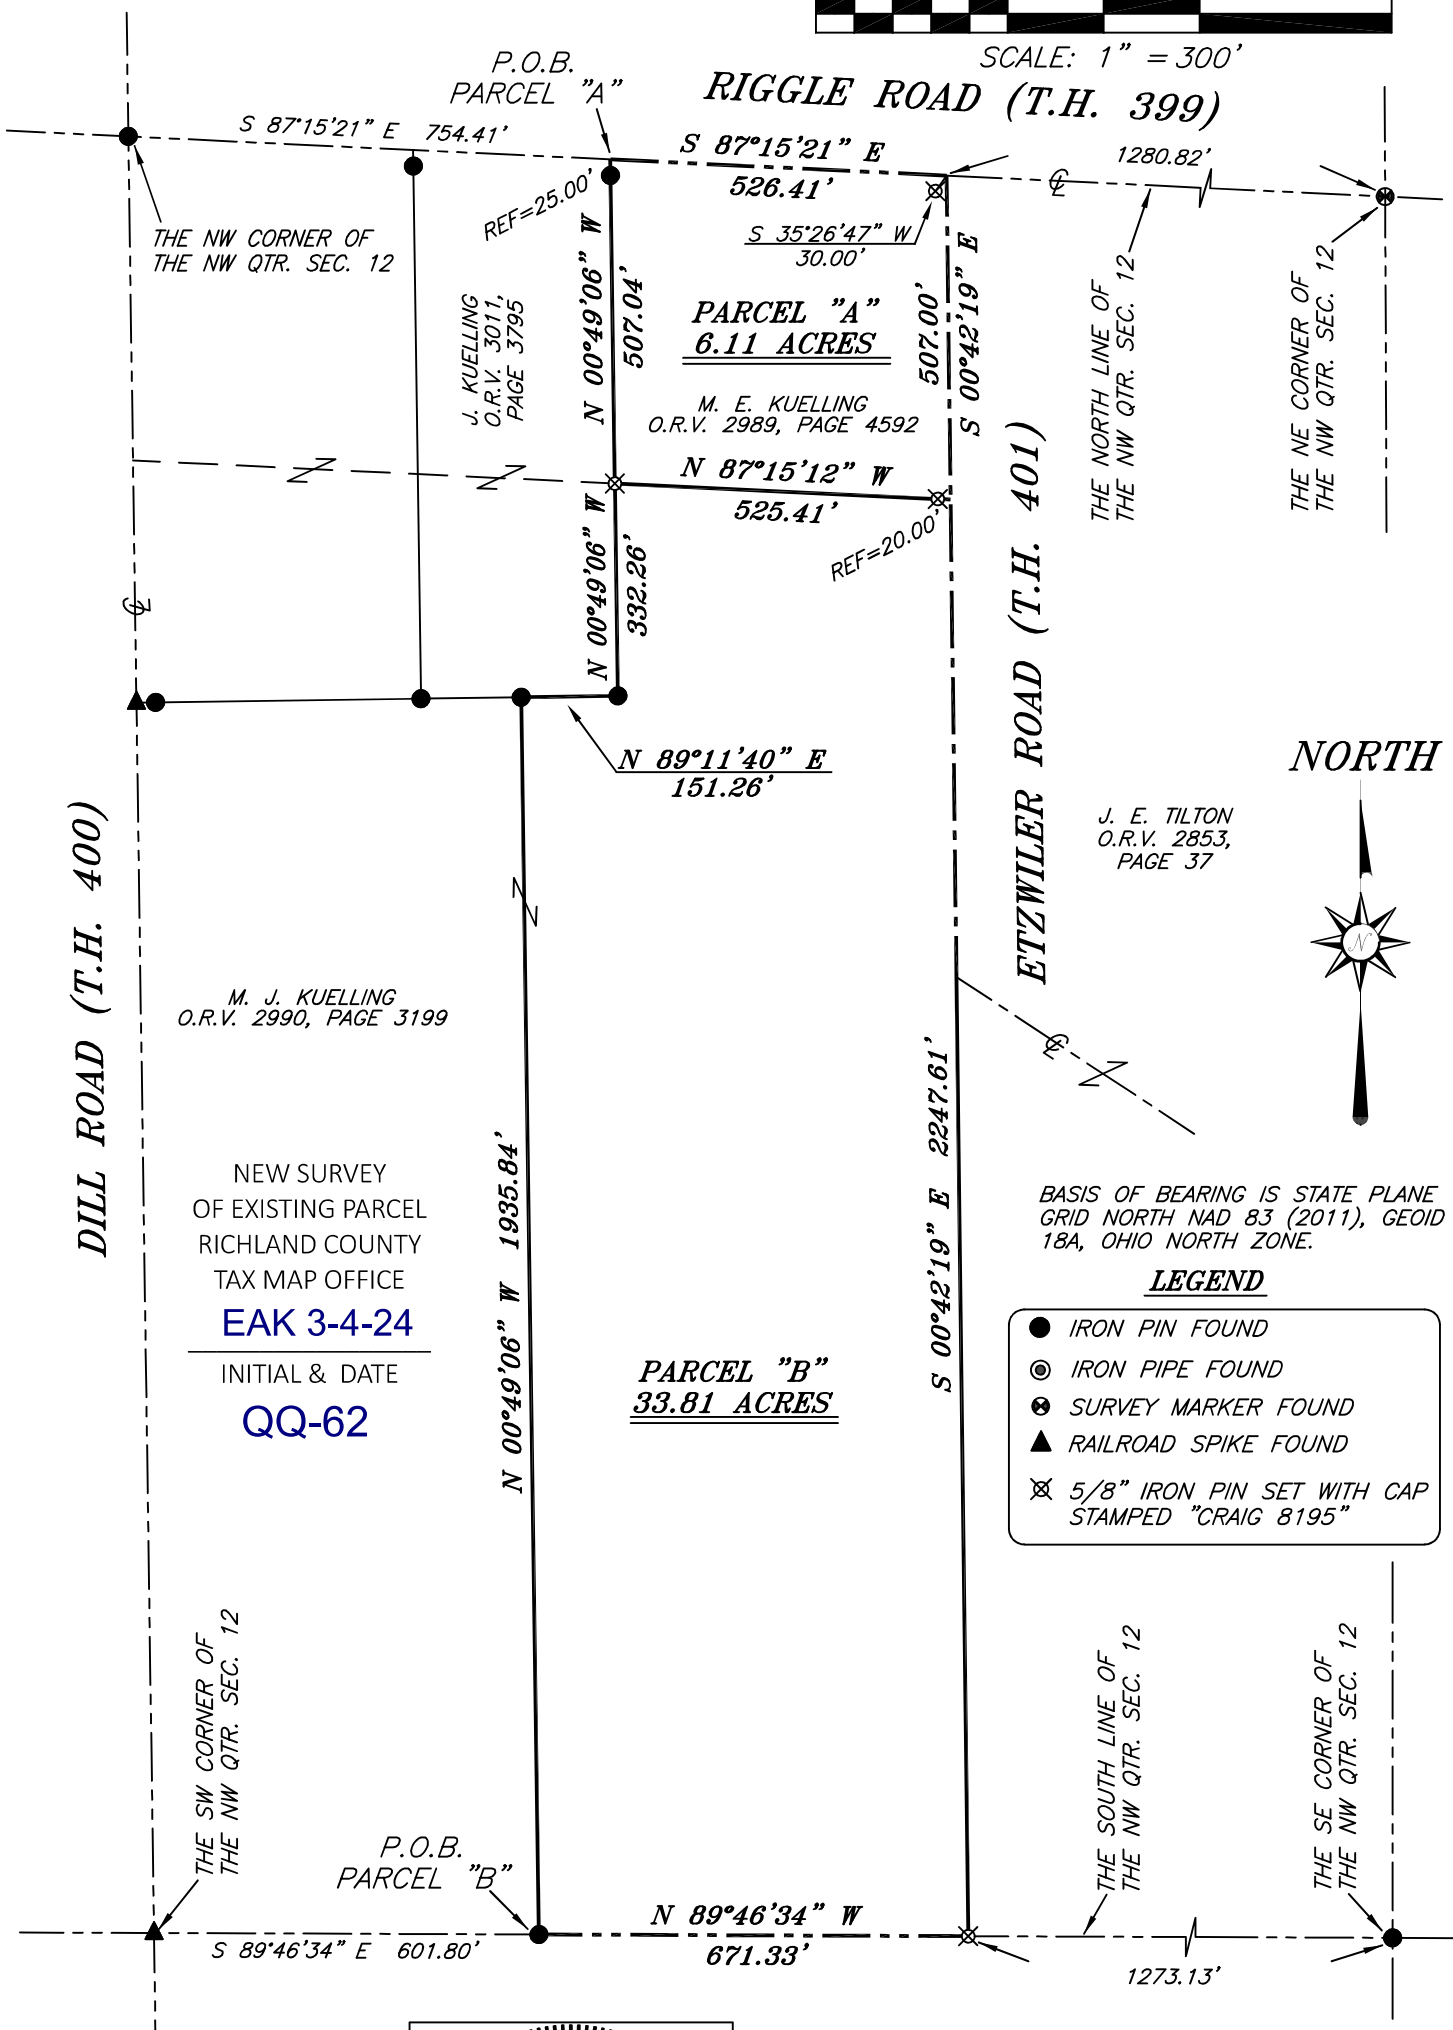 SCALE: 1" = 300'
P.O.B.
PARCEL "A"
RIGGLE ROAD (T.H. 399)
S 87°15'21" E 754.41'
S 87°15'21" E
526.41'
1280.82'
REF=25.00'
S 35°26'47" W
30.00'
THE NW CORNER OF
THE NW QTR. SEC. 12
J. KUELLING
O.R.V. 3011,
PAGE 3795
N 00°49'06" W
507.04'
PARCEL "A"
6.11 ACRES
507.00'
S 00°42'19" E
M. E. KUELLING
O.R.V. 2989, PAGE 4592
THE NORTH LINE OF
THE NW QTR. SEC. 12
THE NE CORNER OF
THE NW QTR. SEC. 12
N 87°15'12" W
525.41'
REF=20.00'
N 00°49'06" W
332.26'
ETZWILER ROAD (T.H. 401)
N 89°11'40" E
151.26'
NORTH
N
J. E. TILTON
O.R.V. 2853,
PAGE 37
DILL ROAD (T.H. 400)
M. J. KUELLING
O.R.V. 2990, PAGE 3199
N 00°49'06" W 1935.84'
S 00°42'19" E 2247.61'
NEW SURVEY
OF EXISTING PARCEL
RICHLAND COUNTY
TAX MAP OFFICE
EAK 3-4-24
INITIAL & DATE
QQ-62
BASIS OF BEARING IS STATE PLANE
GRID NORTH NAD 83 (2011), GEOID
18A, OHIO NORTH ZONE.
LEGEND
IRON PIN FOUND
IRON PIPE FOUND
SURVEY MARKER FOUND
RAILROAD SPIKE FOUND
5/8" IRON PIN SET WITH CAP
STAMPED "CRAIG 8195"
PARCEL "B"
33.81 ACRES
THE SW CORNER OF
THE NW QTR. SEC. 12
THE SOUTH LINE OF
THE NW QTR. SEC. 12
THE SE CORNER OF
THE NW QTR. SEC. 12
P.O.B.
PARCEL "B"
S 89°46'34" E 601.80'
N 89°46'34" W
671.33'
1273.13'